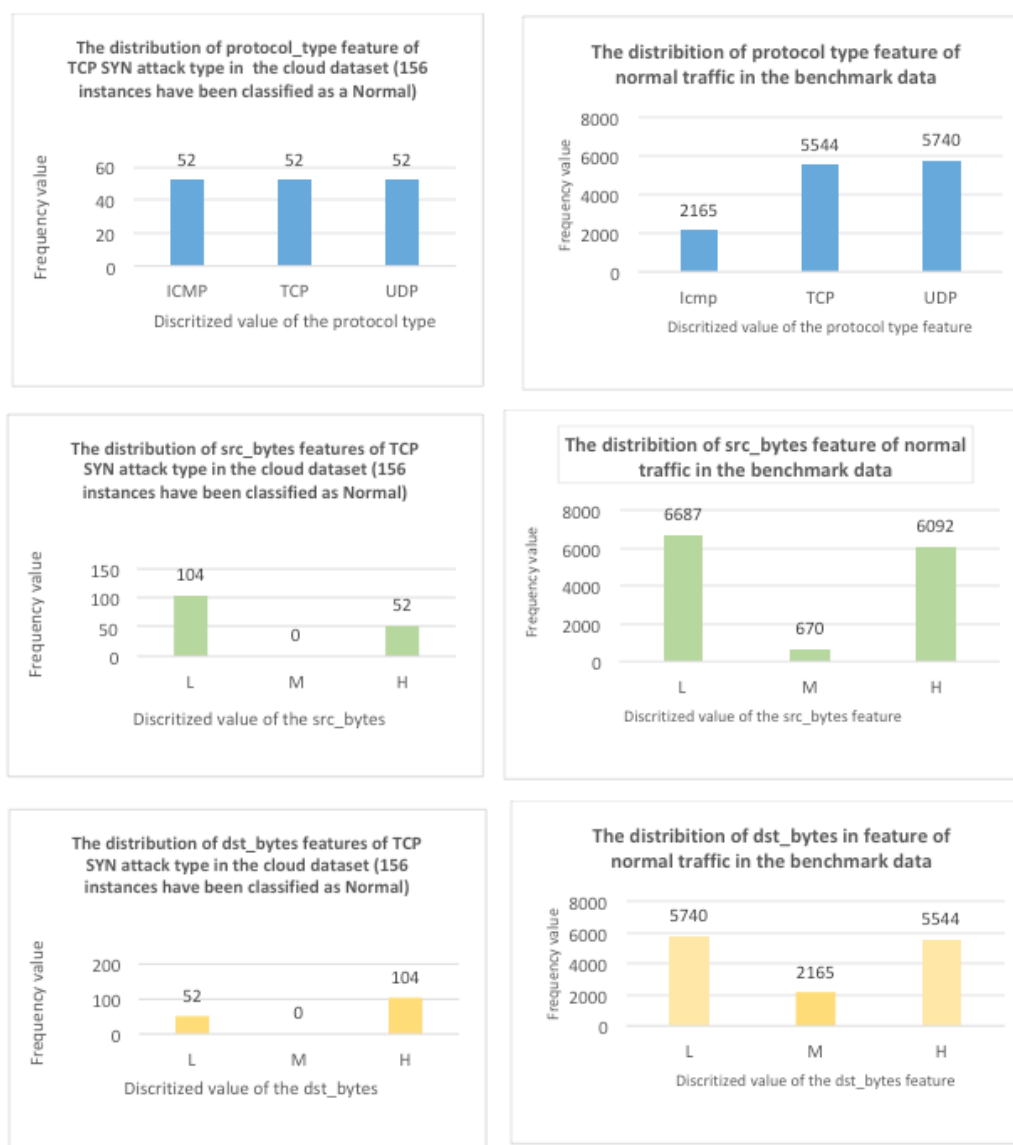 The distribution of protocol_type feature of
TCP SYN attack type in the cloud dataset (156
instances have been classified as a Normal)
Frequency value
60
40
20
0
52
52
52
ICMP
TCP
UDP
Discritized value of the protocol type
The distribition of protocol type feature of
normal traffic in the benchmark data
Frequency value
8000
6000
4000
2000
0
2165
5544
5740
Icmp
TCP
UDP
Discritized value of the protocol type feature
The distribution of src_bytes features of TCP
SYN attack type in the cloud dataset (156
instances have been classified as Normal)
Frequency value
150
100
50
0
104
0
52
L
M
H
Discritized value of the src_bytes
The distribition of src_bytes feature of normal
traffic in the benchmark data
Frequency value
8000
6000
4000
2000
0
6687
670
6092
L
M
H
Discritized value of the src_bytes feature
The distribution of dst_bytes features of TCP
SYN attack type in the cloud dataset (156
instances have been classified as Normal)
Frequency value
200
100
0
52
0
104
L
M
H
Discritized value of the dst_bytes
The distribition of dst_bytes in feature of
normal traffic in the benchmark data
Frequency value
8000
6000
4000
2000
0
5740
2165
5544
L
M
H
Discritized value of the dst_bytes feature